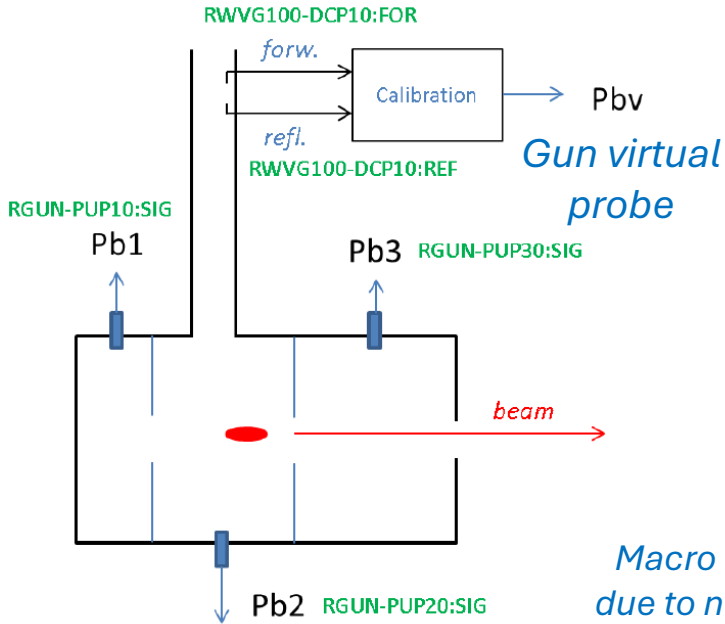 RWVG100-DCP10:FOR
forw.
Calibration
Pbv
refl.
RWVG100-DCP10:REF
Gun virtual
probe
RGUN-PUP10:SIG
Pb1
Pb3 RGUN-PUP30:SIG
beam
Macro
due to n
Pb2 RGUN-PUP20:SIG